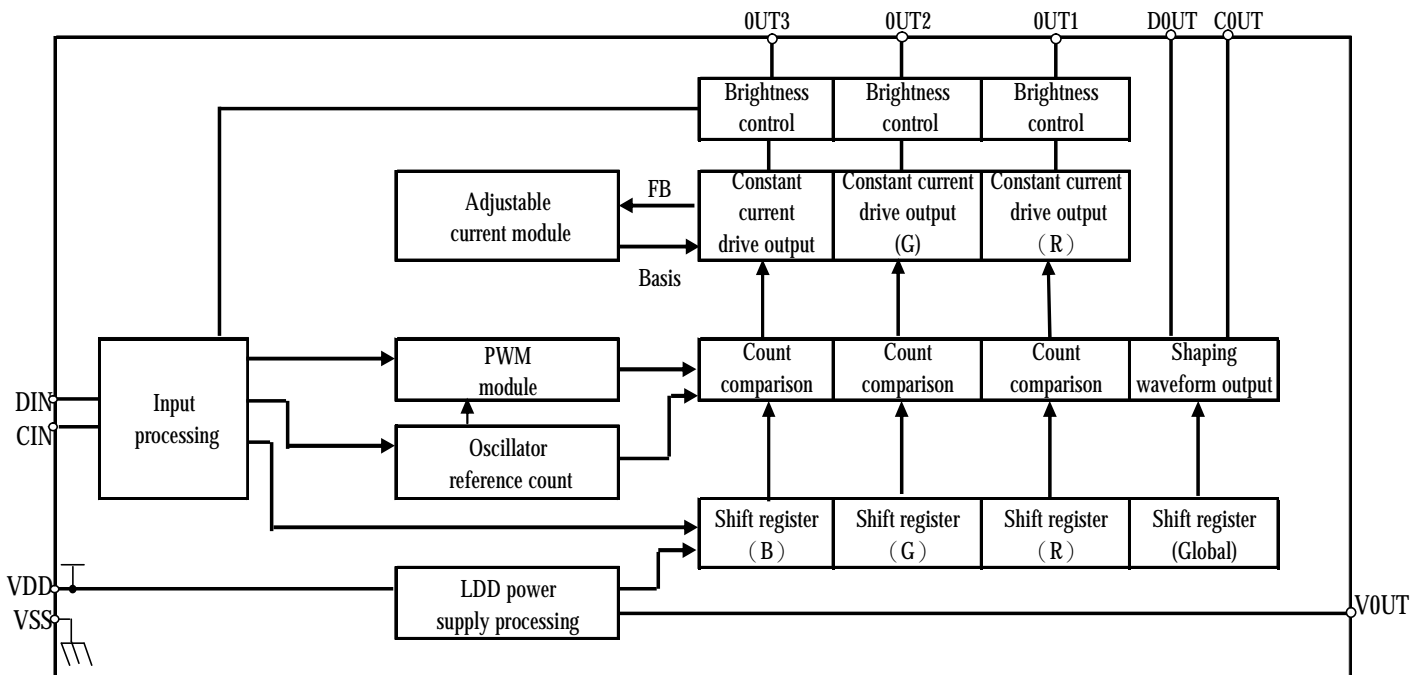 0UT3 0UT2 0UT1 D0UT C0UT
Brightness
control
Brightness
control
Brightness
control
Adjustable
current module
FB
Basis
Constant
current
drive output
Constant current
drive output
(G)
Constant current
drive output
（R）
Input
processing
DIN
CIN
PWM
module
Oscillator
reference count
Count
comparison
Count
comparison
Count
comparison
Shaping
waveform output
Shift register
（B）
Shift register
（G）
Shift register
（R）
Shift register
(Global)
VDD
VSS
LDD power
supply processing
V0UT